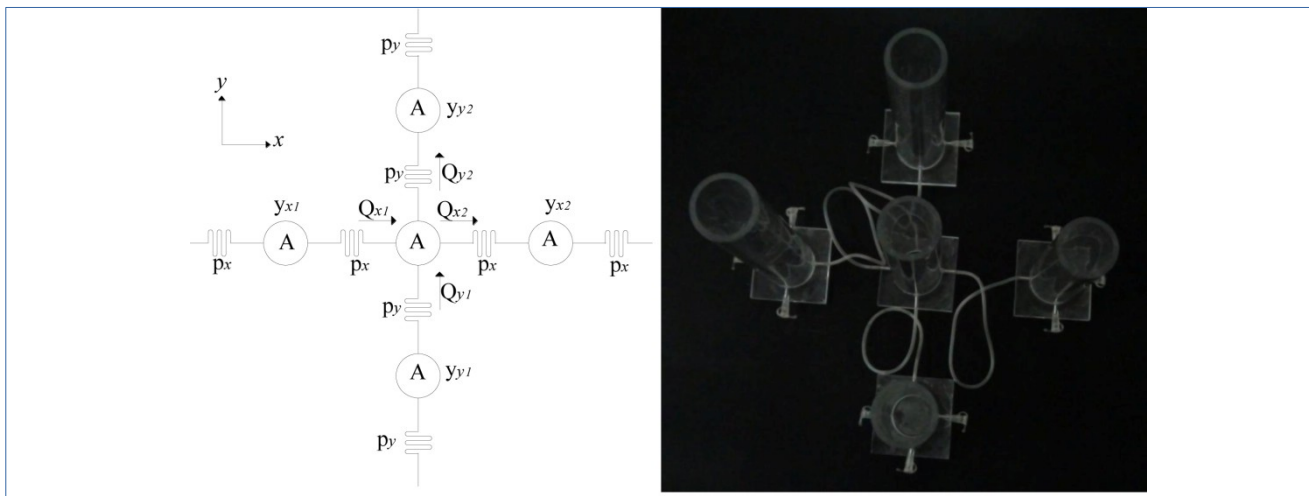 py
y
A yy2
x
py Qy2
yx1 Qx1 Qx2 yx2
A A A
px px px px
Qy1
py
A yy1
py